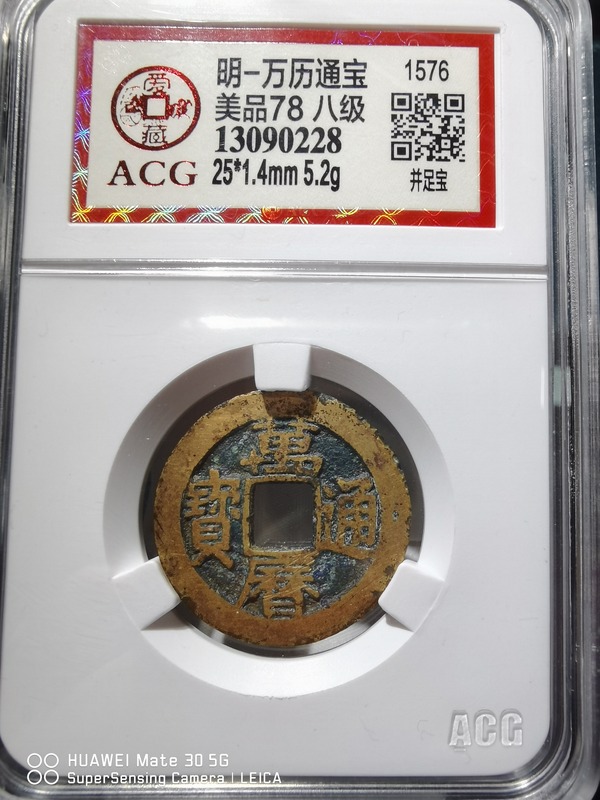 爱藏
ACG
明-万历通宝
美品78 八级
13090228
25*1.4mm 5.2g
1576
井足宝
萬曆通寶
ACG
HUAWEI Mate 30 5G
SuperSensing Camera | LEICA